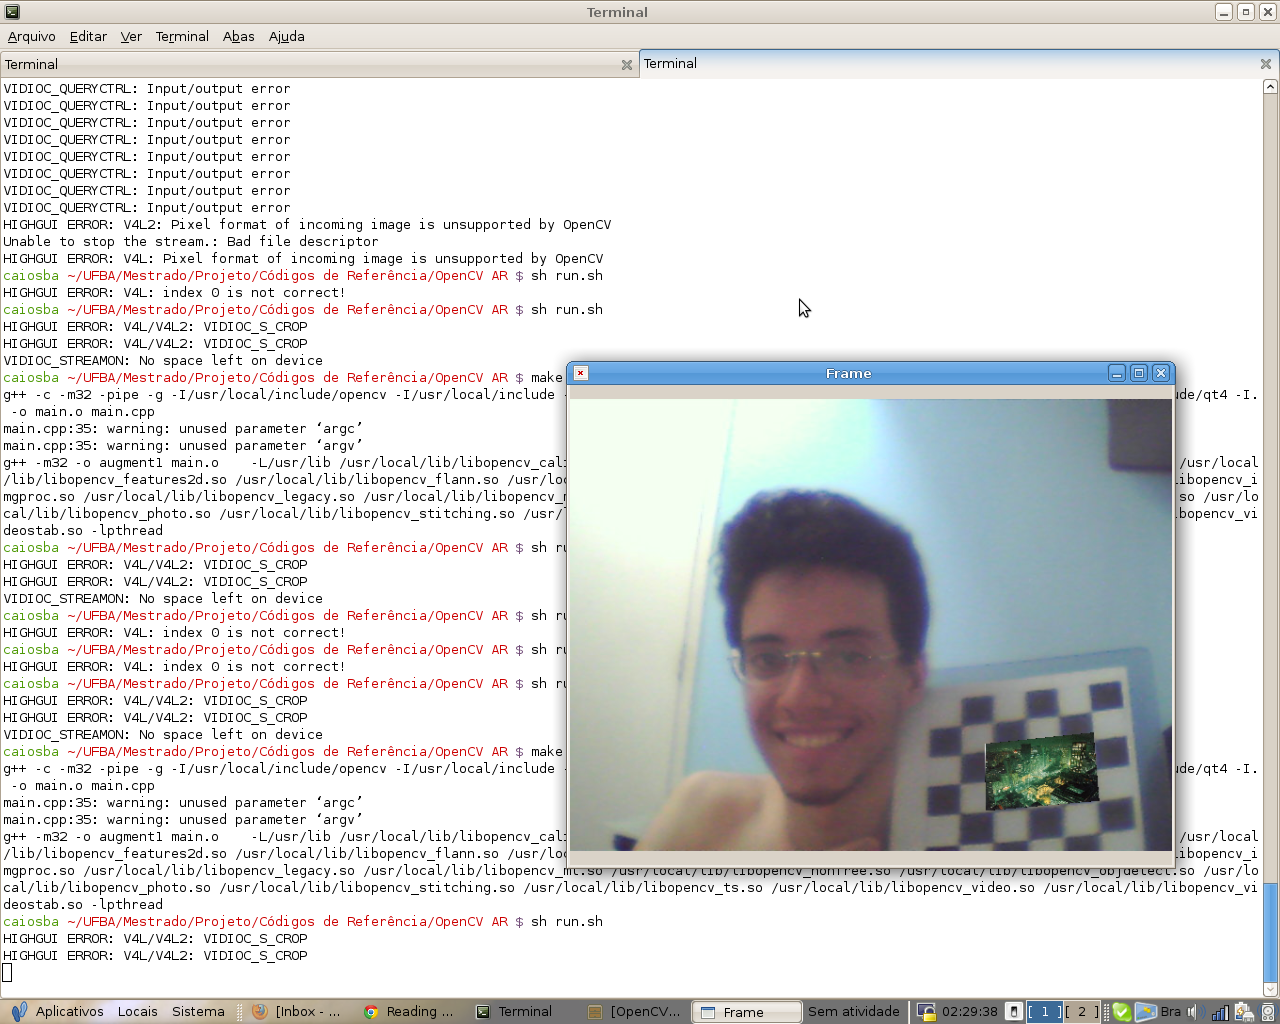 Terminal
Arquivo Editar Ver Terminal Abas Ajuda
Terminal
Terminal
VIDIOC_QUERYCTRL: Input/output error
VIDIOC_QUERYCTRL: Input/output error
VIDIOC_QUERYCTRL: Input/output error
VIDIOC_QUERYCTRL: Input/output error
VIDIOC_QUERYCTRL: Input/output error
VIDIOC_QUERYCTRL: Input/output error
VIDIOC_QUERYCTRL: Input/output error
VIDIOC_QUERYCTRL: Input/output error
HIGHGUI ERROR: V4L2: Pixel format of incoming image is unsupported by OpenCV
Unable to stop the stream.: Bad file descriptor
HIGHGUI ERROR: V4L: Pixel format of incoming image is unsupported by OpenCV
caiosba ~/UFBA/Mestrado/Projeto/Códigos de Referência/OpenCV AR $ sh run.sh
HIGHGUI ERROR: V4L: index 0 is not correct!
caiosba ~/UFBA/Mestrado/Projeto/Códigos de Referência/OpenCV AR $ sh run.sh
HIGHGUI ERROR: V4L/V4L2: VIDIOC_S_CROP
HIGHGUI ERROR: V4L/V4L2: VIDIOC_S_CROP
VIDIOC_STREAMON: No space left on device
caiosba ~/UFBA/Mestrado/Projeto/Códigos de Referência/OpenCV AR $ make
g++ -c -m32 -pipe -g -I/usr/local/include/opencv -I/usr/local/include - ude/qt4 -I.
-o main.o main.cpp
main.cpp:35: warning: unused parameter ‘argc’
main.cpp:35: warning: unused parameter ‘argv’
g++ -m32 -o augment1 main.o -L/usr/lib /usr/local/lib/libopencv_cali /usr/local
/lib/libopencv_features2d.so /usr/local/lib/libopencv_flann.so /usr/lo ibopencv_i
mgproc.so /usr/local/lib/libopencv_legacy.so /usr/local/lib/libopencv_m so /usr/lo
cal/lib/libopencv_photo.so /usr/local/lib/libopencv_stitching.so /usr/ ibopencv_vi
deostab.so -lpthread
caiosba ~/UFBA/Mestrado/Projeto/Códigos de Referência/OpenCV AR $ sh ru
HIGHGUI ERROR: V4L/V4L2: VIDIOC_S_CROP
HIGHGUI ERROR: V4L/V4L2: VIDIOC_S_CROP
VIDIOC_STREAMON: No space left on device
caiosba ~/UFBA/Mestrado/Projeto/Códigos de Referência/OpenCV AR $ sh ru
HIGHGUI ERROR: V4L: index 0 is not correct!
caiosba ~/UFBA/Mestrado/Projeto/Códigos de Referência/OpenCV AR $ sh ru
HIGHGUI ERROR: V4L: index 0 is not correct!
caiosba ~/UFBA/Mestrado/Projeto/Códigos de Referência/OpenCV AR $ sh ru
HIGHGUI ERROR: V4L/V4L2: VIDIOC_S_CROP
HIGHGUI ERROR: V4L/V4L2: VIDIOC_S_CROP
VIDIOC_STREAMON: No space left on device
caiosba ~/UFBA/Mestrado/Projeto/Códigos de Referência/OpenCV AR $ make
g++ -c -m32 -pipe -g -I/usr/local/include/opencv -I/usr/local/include - ude/qt4 -I.
-o main.o main.cpp
main.cpp:35: warning: unused parameter ‘argc’
main.cpp:35: warning: unused parameter ‘argv’
g++ -m32 -o augment1 main.o -L/usr/lib /usr/local/lib/libopencv_cali /usr/local
/lib/libopencv_features2d.so /usr/local/lib/libopencv_flann.so /usr/lo ibopencv_i
mgproc.so /usr/local/lib/libopencv_legacy.so /usr/local/lib/libopencv_ml.so /usr/local/lib/libopencv_nonfree.so /usr/local/lib/libopencv_objdetect.so /usr/lo
cal/lib/libopencv_photo.so /usr/local/lib/libopencv_stitching.so /usr/local/lib/libopencv_ts.so /usr/local/lib/libopencv_video.so /usr/local/lib/libopencv_vi
deostab.so -lpthread
caiosba ~/UFBA/Mestrado/Projeto/Códigos de Referência/OpenCV AR $ sh run.sh
HIGHGUI ERROR: V4L/V4L2: VIDIOC_S_CROP
HIGHGUI ERROR: V4L/V4L2: VIDIOC_S_CROP
Frame
Aplicativos Locais Sistema [Inbox - ... Reading ... Terminal [OpenCV... Frame Sem atividade 02:29:38 [ 1 ] [ 2 ] Bra